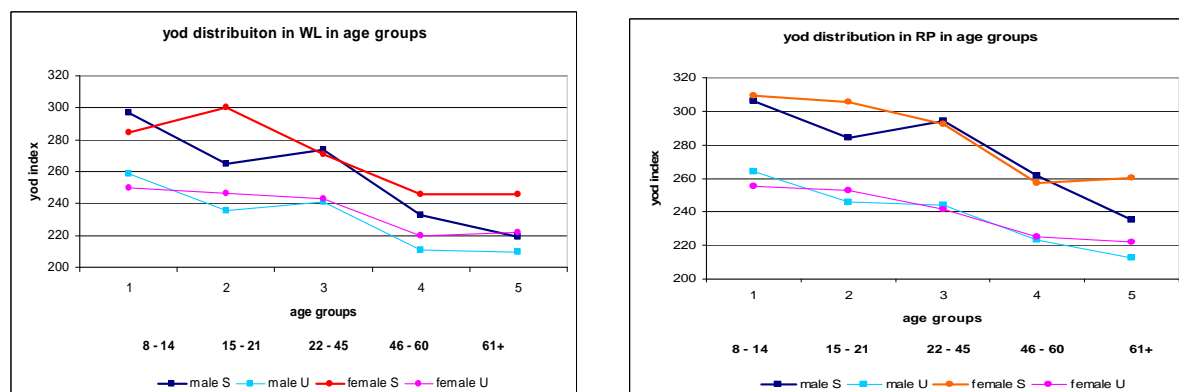 yod distribuiton in WL in age groups
320
300
280
260
240
220
200
yod index
1 2 3 4 5
age groups
8 - 14 15 - 21 22 - 45 46 - 60 61+
male S male U female S female U
yod distribution in RP in age groups
320
300
280
260
240
220
200
yod index
1 2 3 4 5
age groups
8 - 14 15 - 21 22 - 45 46 - 60 61+
male S male U female S female U